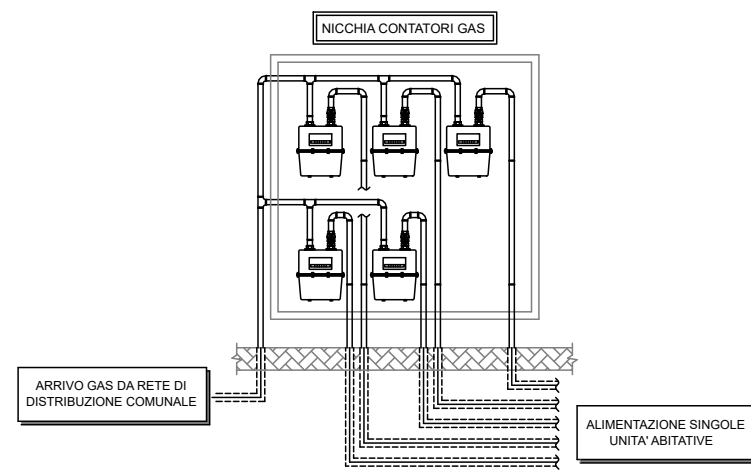 NICCHIA CONTATORI GAS
ARRIVO GAS DA RETE DI
DISTRIBUZIONE COMUNALE
ALIMENTAZIONE SINGOLE
UNITA' ABITATIVE